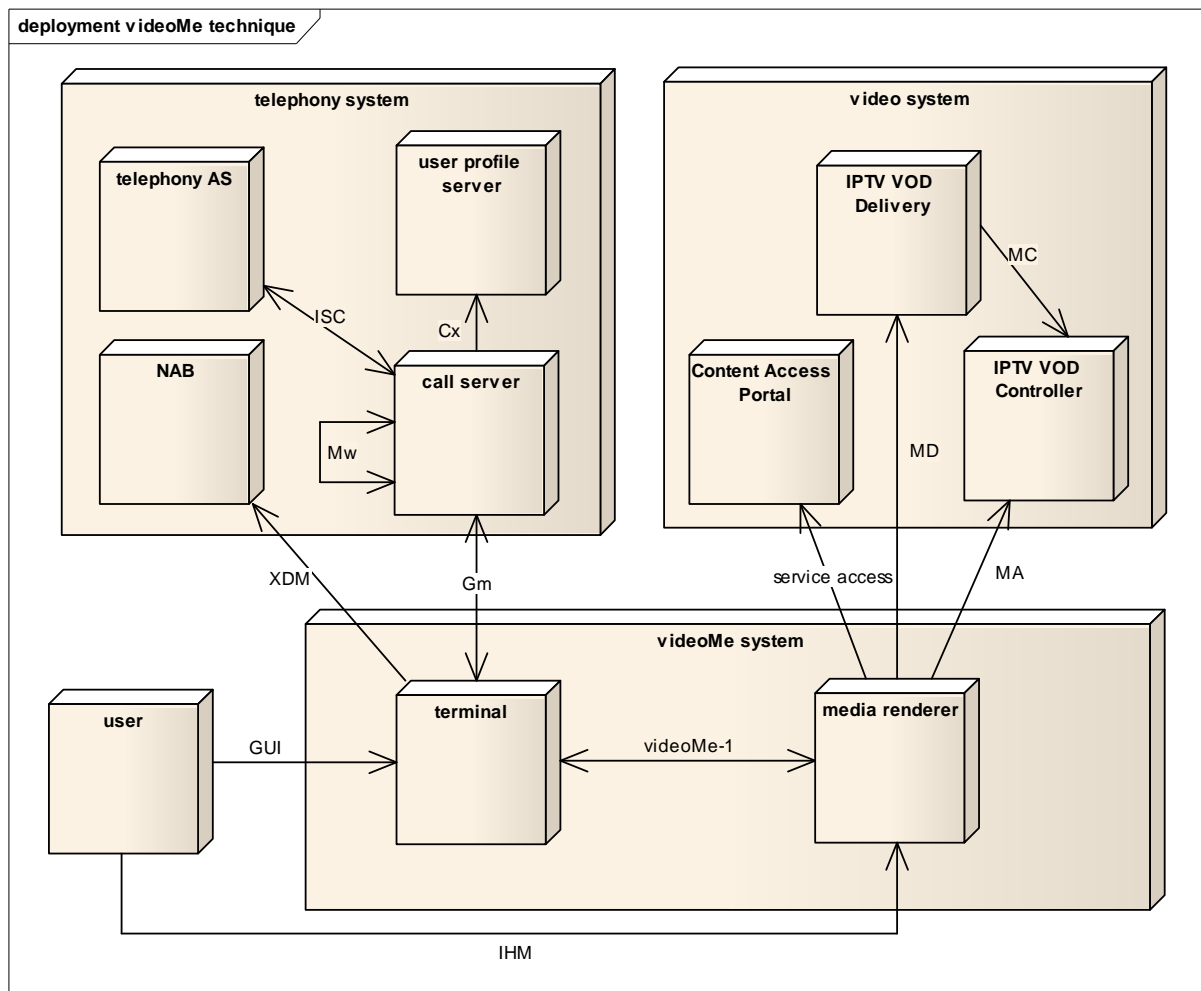 deployment videoMe technique
telephony system
video system
telephony AS
user profile
server
IPTV VOD
Delivery
MC
ISC
Cx
NAB
call server
Content Access
Portal
IPTV VOD
Controller
Mw
MD
XDM
Gm
service access
MA
videoMe system
user
terminal
media renderer
GUI
videoMe-1
IHM